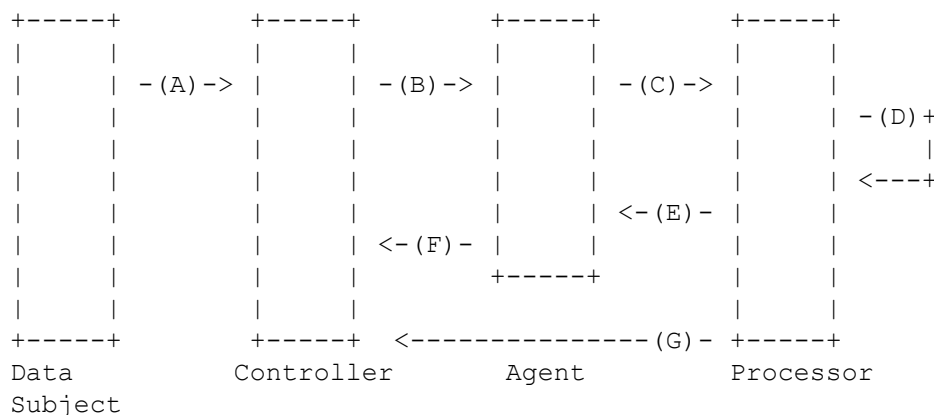 +-----+ +-----+ +-----+ +-----+
| | | | | | | |
| | -(A)-> | | -(B)-> | | -(C)-> | |
| | | | | | | | -(D)+
| | | | | | | | |
| | | | | | | | <---+
| | | | | | <-(E)- | |
| | | | <-(F)- | | | |
| | | | +-----+ | |
| | | | | |
+-----+ +-----+ <---------------(G)- +-----+
Data Controller Agent Processor
Subject